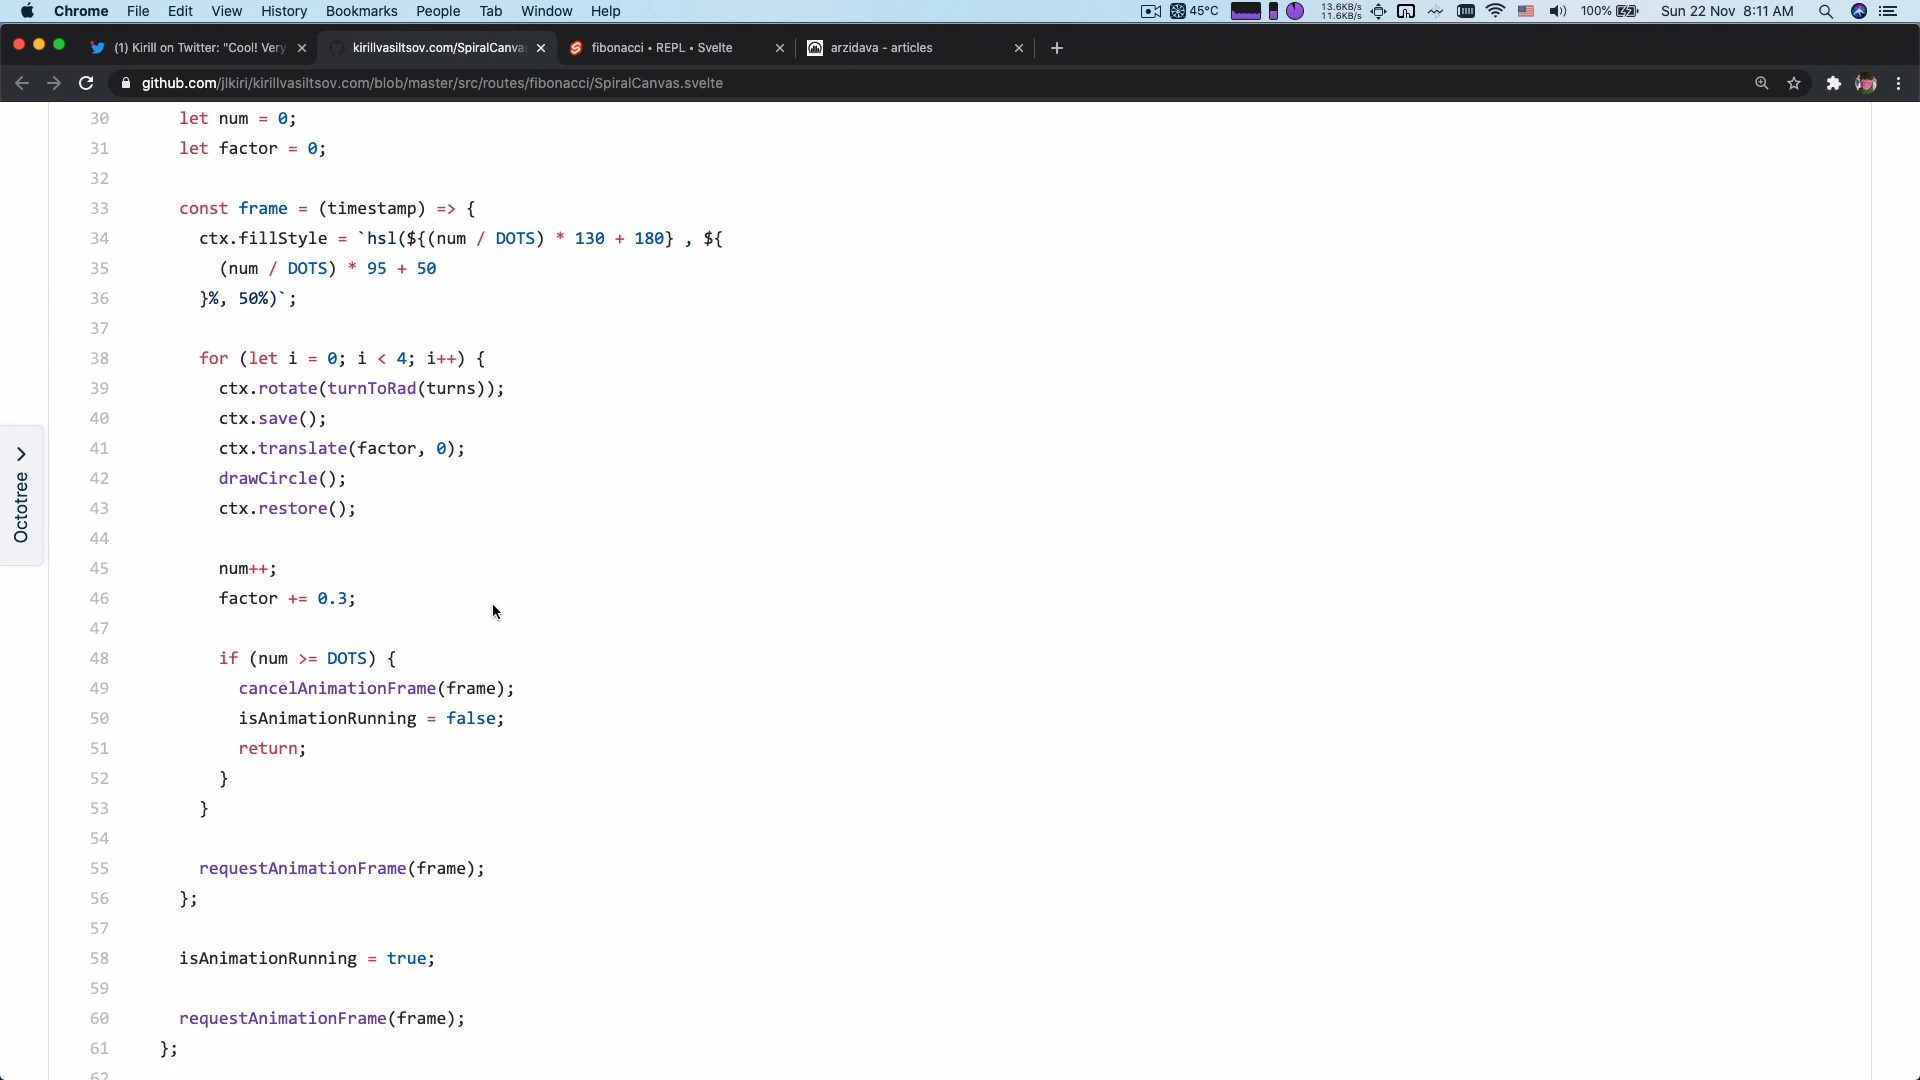 Chrome File Edit View History Bookmarks People Tab Window Help 45°C 13.6KB/s 11.6KB/s 100% Sun 22 Nov 8:11 AM
(1) Kirill on Twitter: "Cool! Very kirillvasiltsov.com/SpiralCanvas fibonacci • REPL • Svelte arzidava - articles
github.com/jlkiri/kirillvasiltsov.com/blob/master/src/routes/fibonacci/SpiralCanvas.svelte
Octotree
30 let num = 0;
31 let factor = 0;
32
33 const frame = (timestamp) => {
34 ctx.fillStyle = `hsl(${(num / DOTS) * 130 + 180} , ${
35 (num / DOTS) * 95 + 50
36 }%, 50%)`;
37
38 for (let i = 0; i < 4; i++) {
39 ctx.rotate(turnToRad(turns));
40 ctx.save();
41 ctx.translate(factor, 0);
42 drawCircle();
43 ctx.restore();
44
45 num++;
46 factor += 0.3;
47
48 if (num >= DOTS) {
49 cancelAnimationFrame(frame);
50 isAnimationRunning = false;
51 return;
52 }
53 }
54
55 requestAnimationFrame(frame);
56 };
57
58 isAnimationRunning = true;
59
60 requestAnimationFrame(frame);
61 };
62